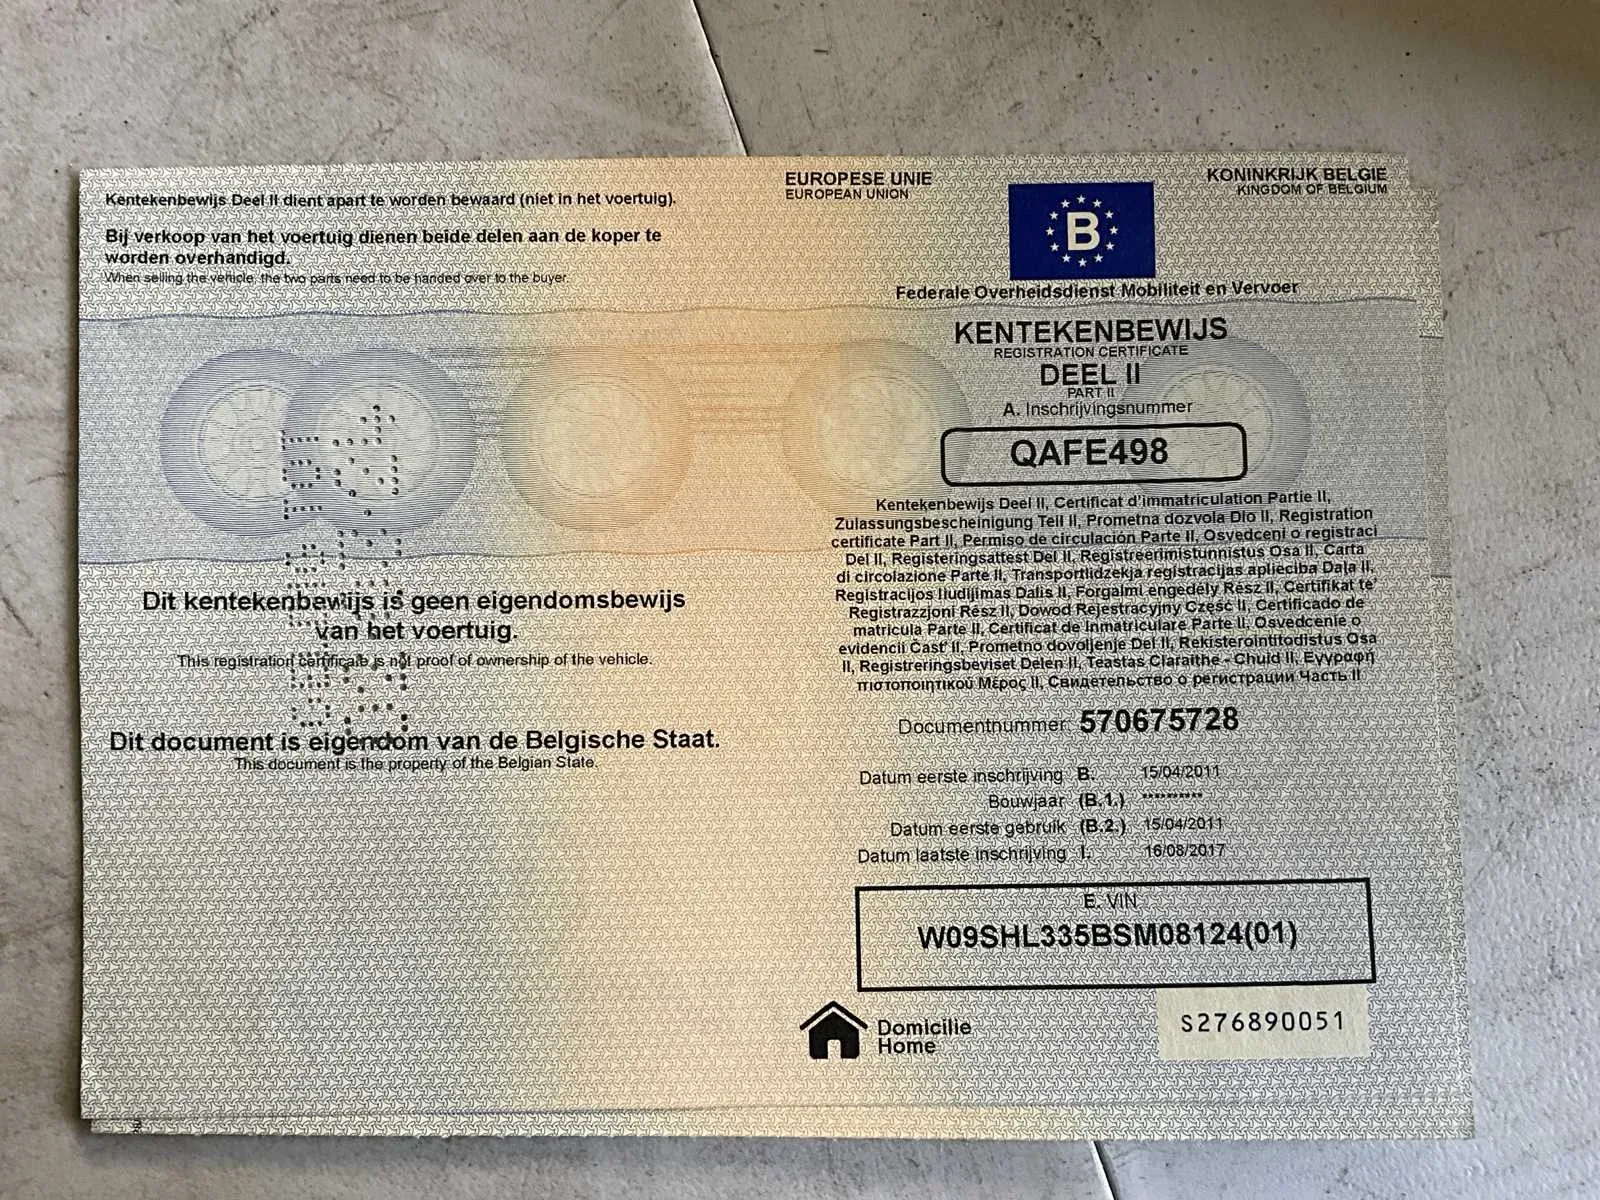 Kentekenbewijs Deel II dient apart te worden bewaard (niet in het voertuig).
Bij verkoop van het voertuig dienen beide delen aan de koper te
worden overhandigd.
When selling the vehicle, the two parts need to be handed over to the buyer.
Dit kentekenbewijs is geen eigendomsbewijs
van het voertuig.
This registration certificate is not proof of ownership of the vehicle.
Dit document is eigendom van de Belgische Staat.
This document is the property of the Belgian State.
EUROPESE UNIE
EUROPEAN UNION
KONINKRIJK BELGIE
KINGDOM OF BELGIUM
B
Federale Overheidsdienst Mobiliteit en Vervoer
KENTEKENBEWIJS
REGISTRATION CERTIFICATE
DEEL II
PART II
A. Inschrijvingsnummer
QAFE498
Kentekenbewijs Deel II, Certificat d'immatriculation Partie II,
Zulassungsbescheinigung Teil II, Prometna dozvola Dio II, Registration
certificate Part II, Permiso de circulación Parte II, Osvedceni o registraci
Del II, Registeringsattest Del II, Registreerimistunnistus Osa II, Carta
di circolazione Parte II, Transportlidzekja registracijas aplieciba Daļa II,
Registracijos liudijimas Dalis II, Forgalmi engedély Rész II, Certifikat te'
Registrazzjoni Rész II, Dowod Rejestracyjny Część II, Certificado de
matricula Parte II, Certificat de Inmatriculare Parte II, Osvedcenie o
evidencii Cast' II, Prometno dovoljenje Del II, Rekisterointitodistus Osa
II, Registreringsbeviset Delen II, Teastas Claraithe - Chuid II, Εγγραφή
πιστοποιητικού Μέρος II, Свидетельство о регистрации Часть II
Documentnummer: 570675728
Datum eerste inschrijving B. 15/04/2011
Bouwjaar (B.1.) **********
Datum eerste gebruik (B.2.) 15/04/2011
Datum laatste inschrijving I. 16/08/2017
E. VIN
W09SHL335BSM08124(01)
Domicilie
Home
S276890051